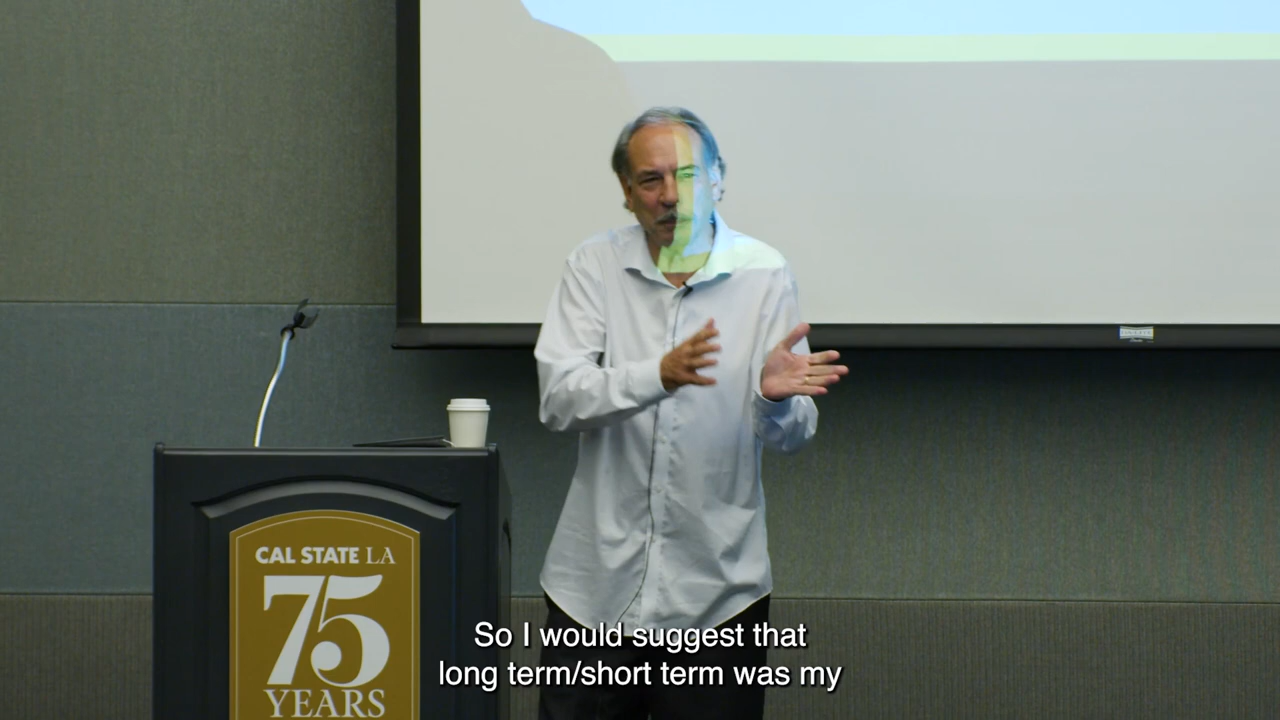 CAL STATE LA
75
YEARS
So I would suggest that
long term/short term was my